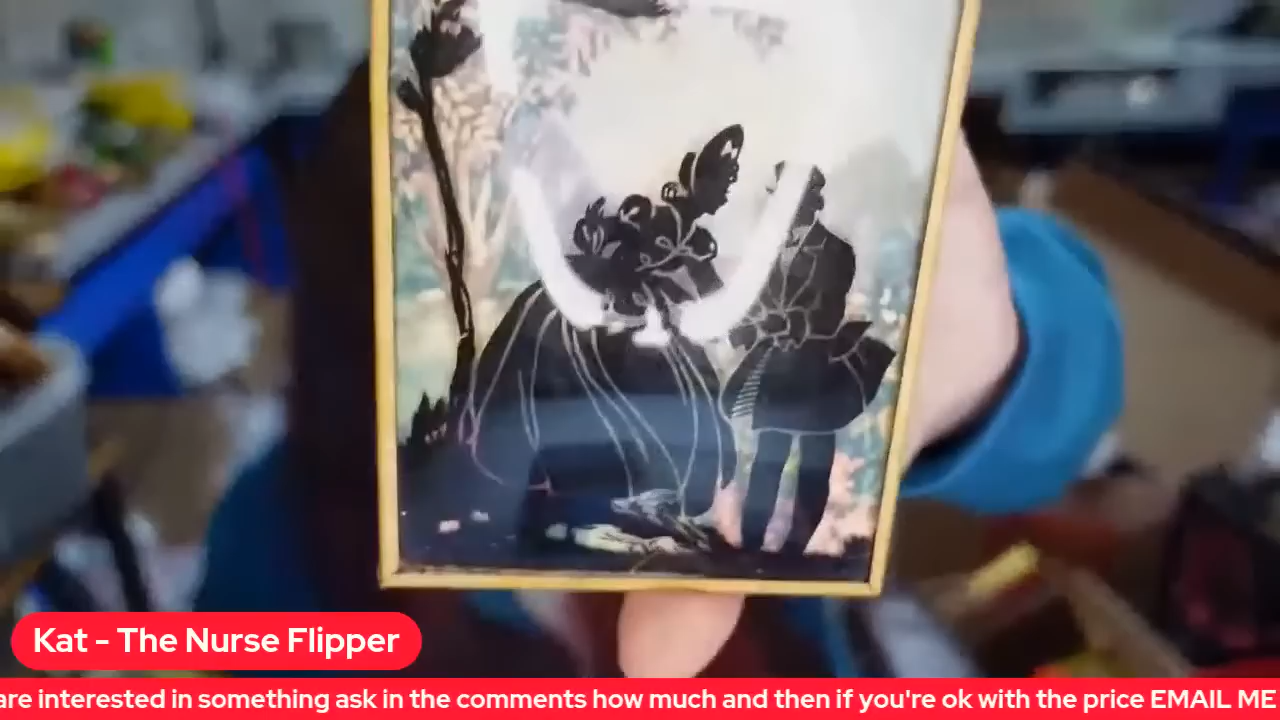 Kat - The Nurse Flipper
are interested in something ask in the comments how much and then if you're ok with the price EMAIL ME